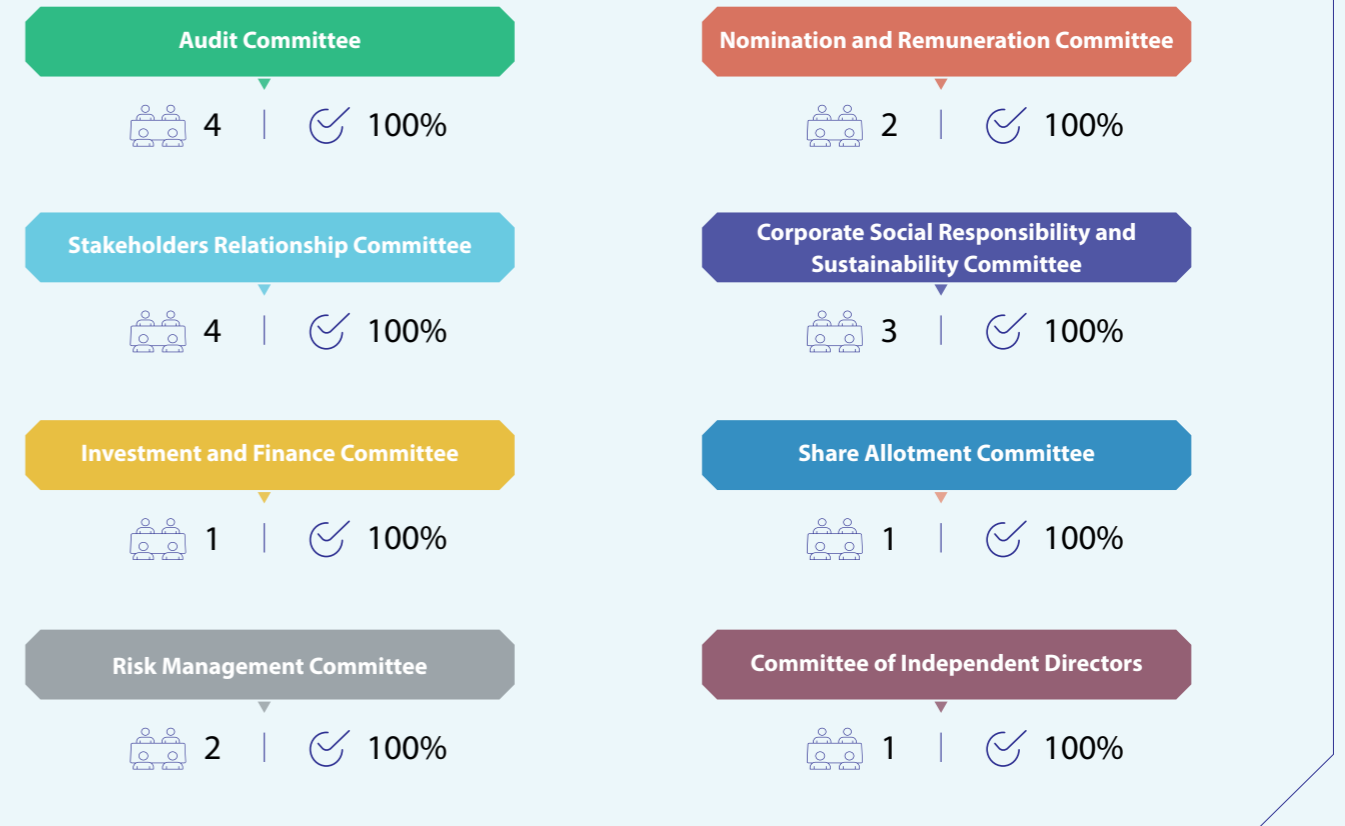 Audit Committee
4 | 100%
Nomination and Remuneration Committee
2 | 100%
Stakeholders Relationship Committee
4 | 100%
Corporate Social Responsibility and
Sustainability Committee
3 | 100%
Investment and Finance Committee
1 | 100%
Share Allotment Committee
1 | 100%
Risk Management Committee
2 | 100%
Committee of Independent Directors
1 | 100%